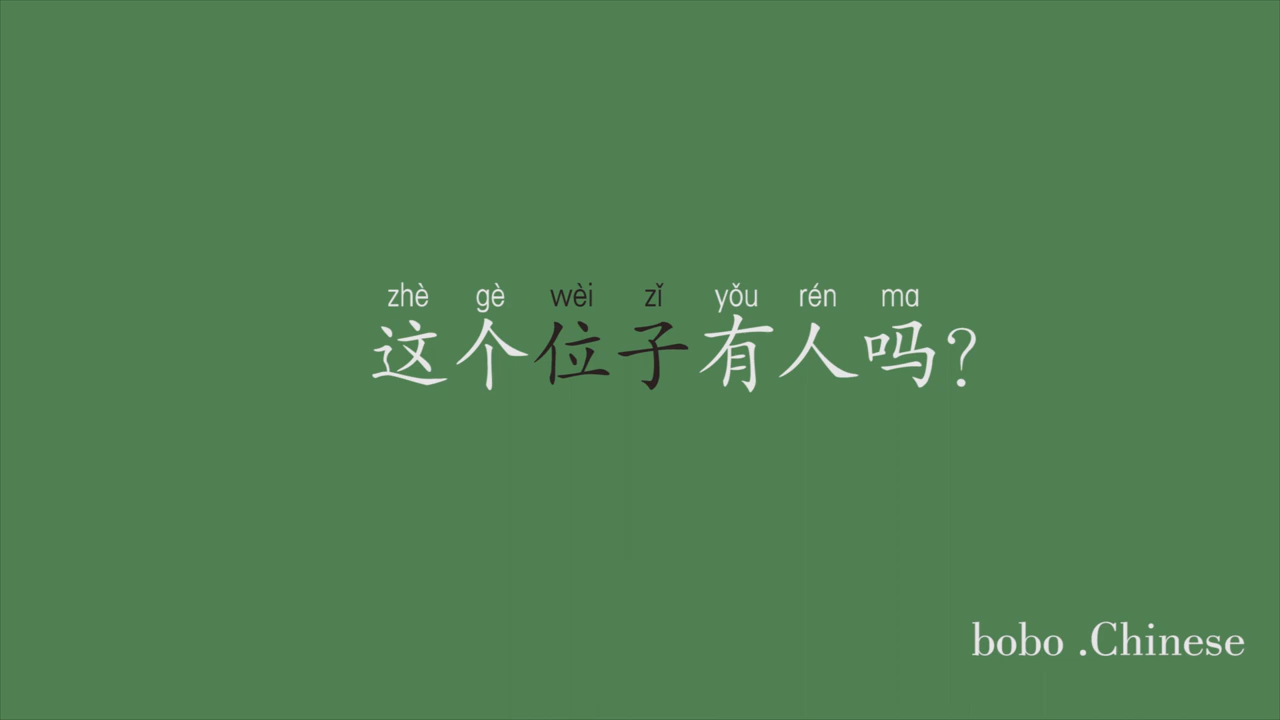 zhè gè wèi zǐ yǒu rén ma
这个位子有人吗?
bobo .Chinese